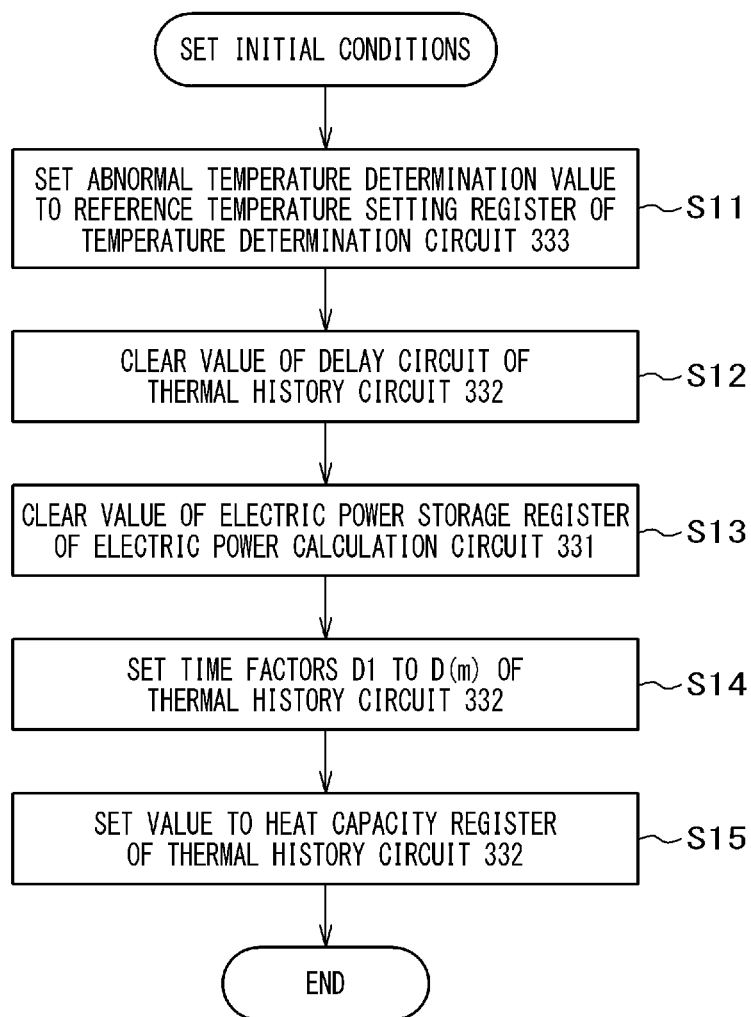 SET INITIAL CONDITIONS
SET ABNORMAL TEMPERATURE DETERMINATION VALUE
TO REFERENCE TEMPERATURE SETTING REGISTER OF
TEMPERATURE DETERMINATION CIRCUIT 333
S11
CLEAR VALUE OF DELAY CIRCUIT OF
THERMAL HISTORY CIRCUIT 332
S12
CLEAR VALUE OF ELECTRIC POWER STORAGE REGISTER
OF ELECTRIC POWER CALCULATION CIRCUIT 331
S13
SET TIME FACTORS D1 TO D(m) OF
THERMAL HISTORY CIRCUIT 332
S14
SET VALUE TO HEAT CAPACITY REGISTER
OF THERMAL HISTORY CIRCUIT 332
S15
END